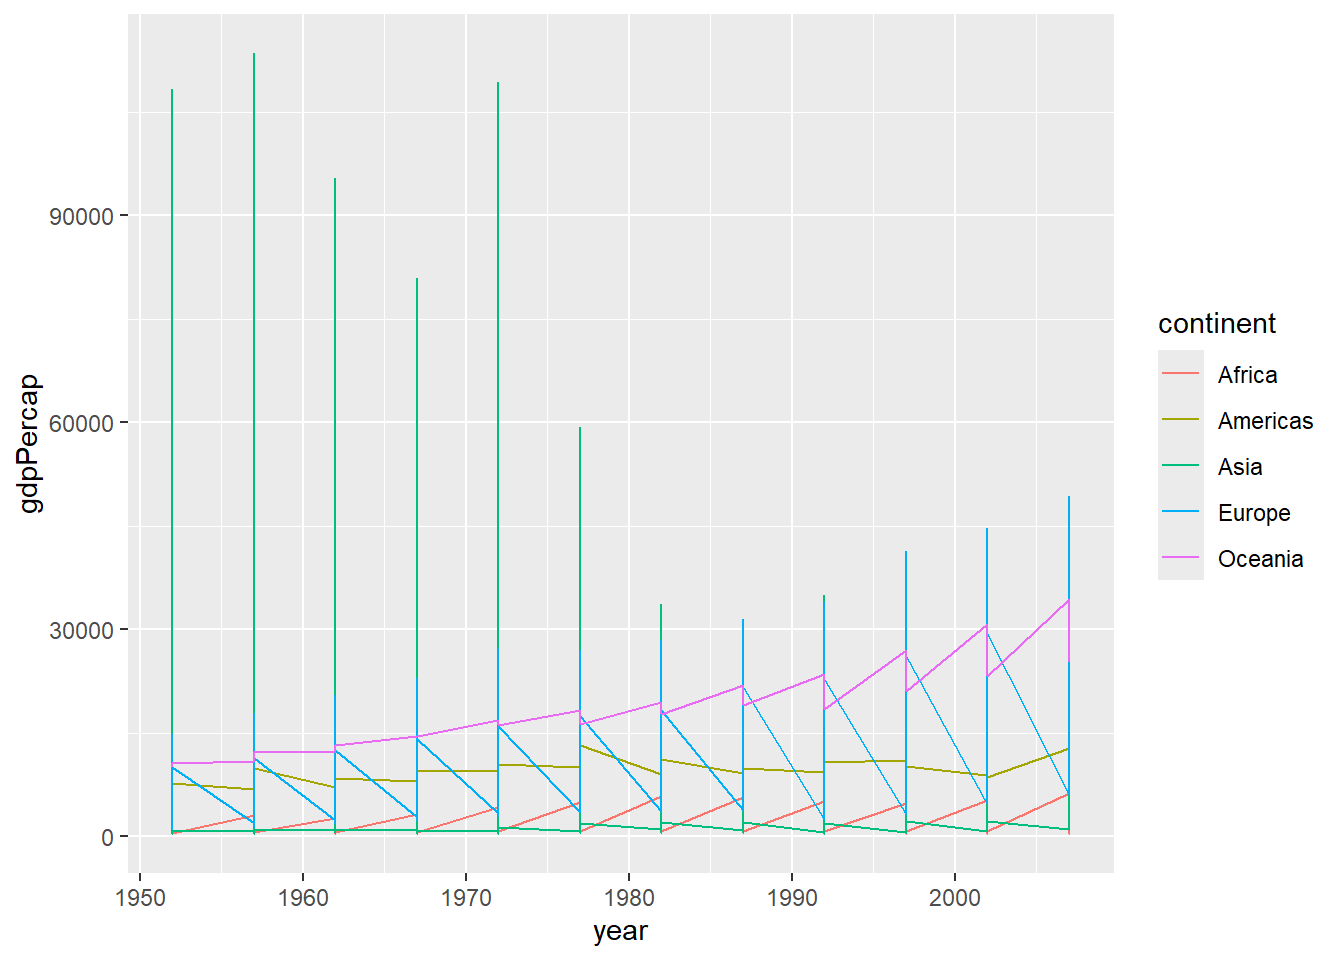 gdpPercap
90000
60000
30000
0
1950 1960 1970 1980 1990 2000
year
continent
Africa
Americas
Asia
Europe
Oceania